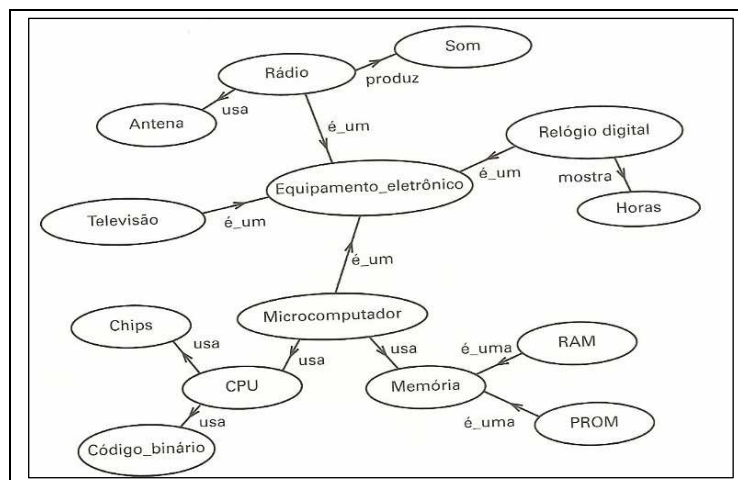 Som
Rádio
produz
usa
Antena
é_um
Relógio digital
é_um
mostra
Equipamento_eletrônico
Televisão
é_um
Horas
é_um
Microcomputador
Chips
usa
usa
usa
é_uma
RAM
CPU
Memória
usa
é_uma
PROM
Código_binário